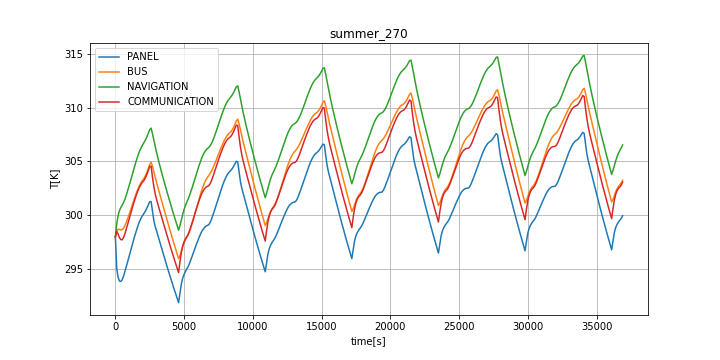 summer_270
PANEL
BUS
NAVIGATION
COMMUNICATION
T[K]
315
310
305
300
295
0 5000 10000 15000 20000 25000 30000 35000
time[s]